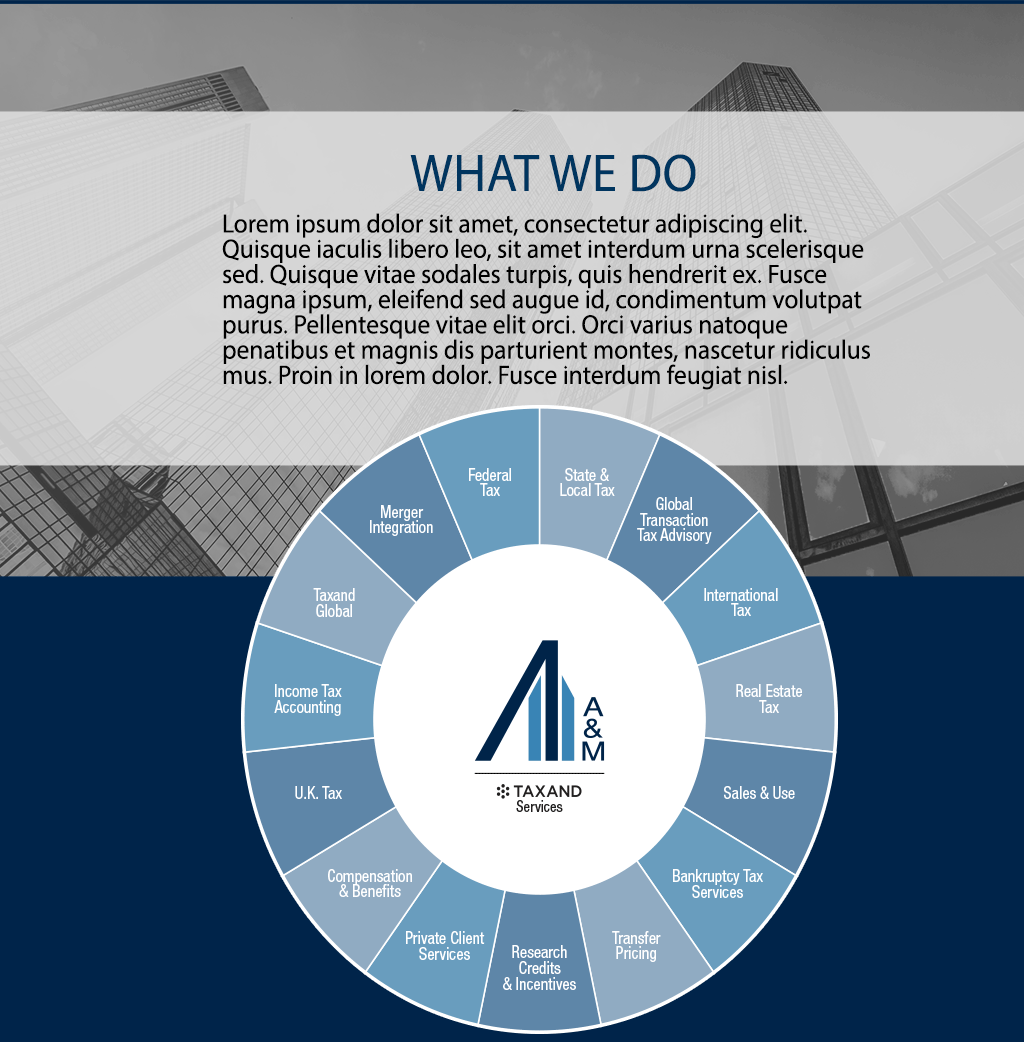 WHAT WE DO
Lorem ipsum dolor sit amet, consectetur adipiscing elit.
Quisque iaculis libero leo, sit amet interdum urna scelerisque
sed. Quisque vitae sodales turpis, quis hendrerit ex. Fusce
magna ipsum, eleifend sed augue id, condimentum volutpat
purus. Pellentesque vitae elit orci. Orci varius natoque
penatibus et magnis dis parturient montes, nascetur ridiculus
mus. Proin in lorem dolor. Fusce interdum feugiat nisl.
Federal
Tax
State &
Local Tax
Global
Transaction
Tax Advisory
International
Tax
Real Estate
Tax
Sales & Use
Bankruptcy Tax
Services
Transfer
Pricing
Research
Credits
& Incentives
Private Client
Services
Compensation
& Benefits
U.K. Tax
Income Tax
Accounting
Taxand
Global
Merger
Integration
A
&
M
TAXAND
Services